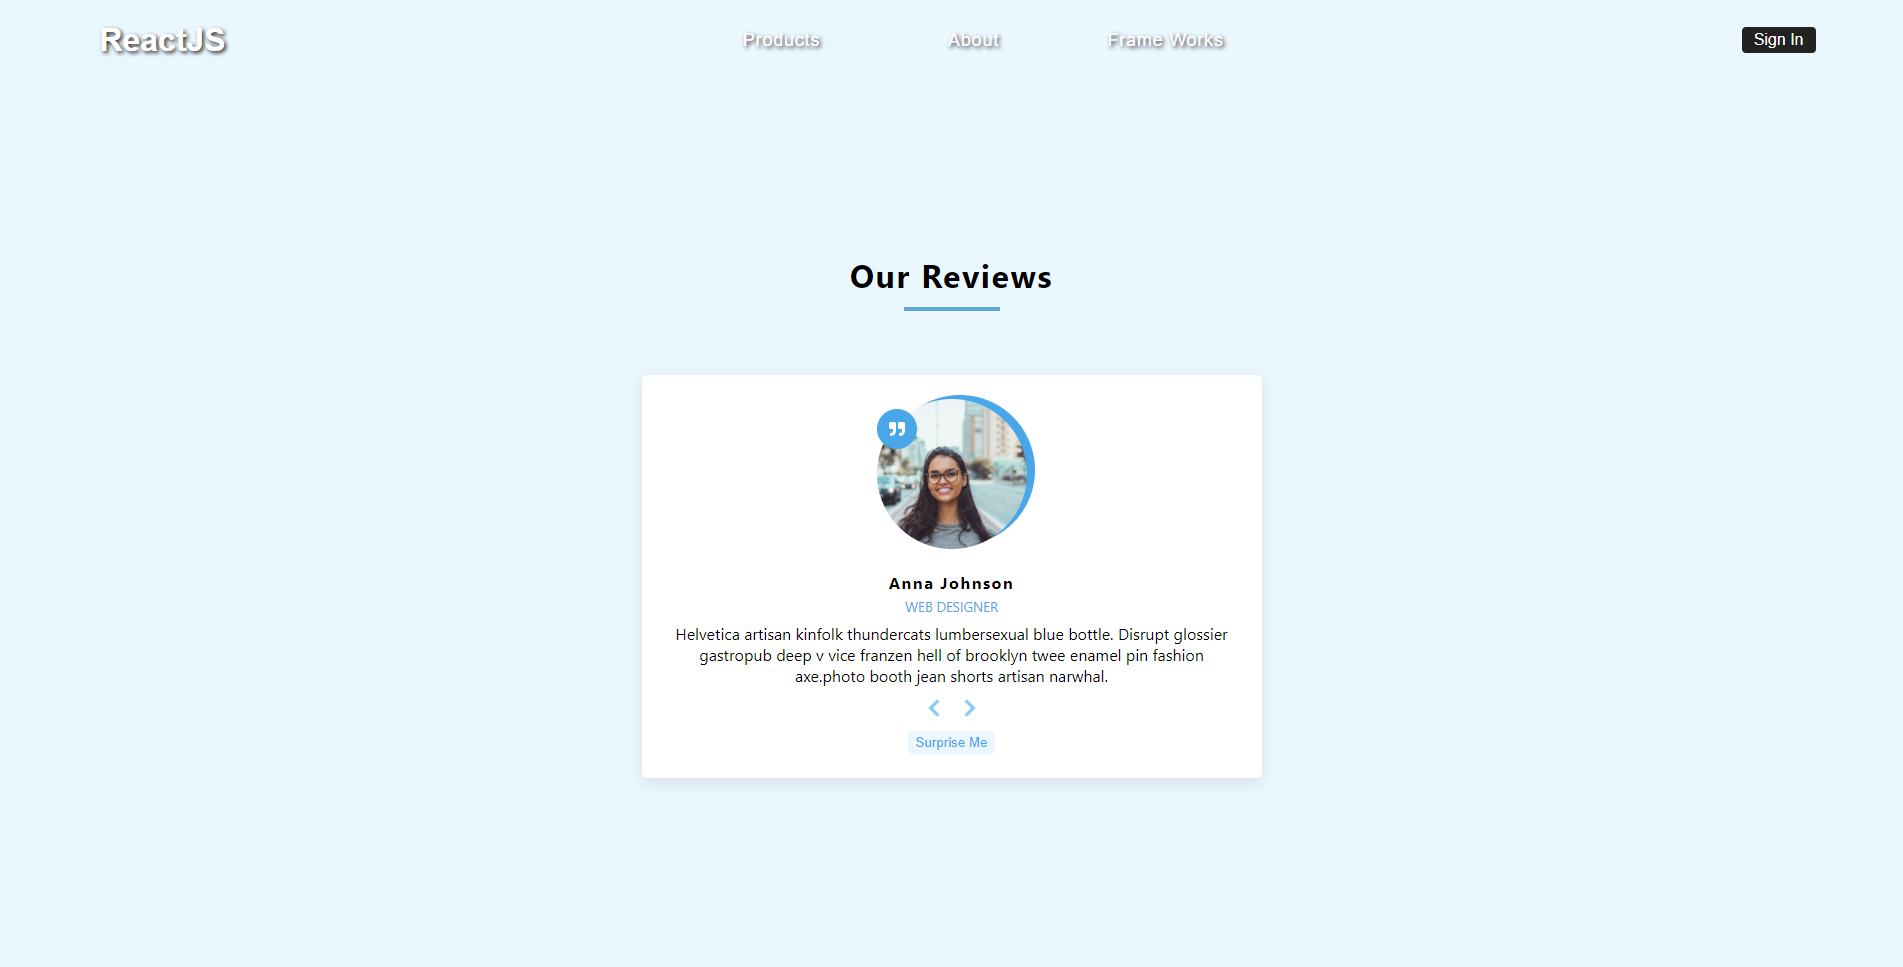 ReactJS
Products
About
Frame Works
Sign In
Our Reviews
Anna Johnson
WEB DESIGNER
Helvetica artisan kinfolk thundercats lumbersexual blue bottle. Disrupt glossier
gastropub deep v vice franzen hell of brooklyn twee enamel pin fashion
axe.photo booth jean shorts artisan narwhal.
Surprise Me